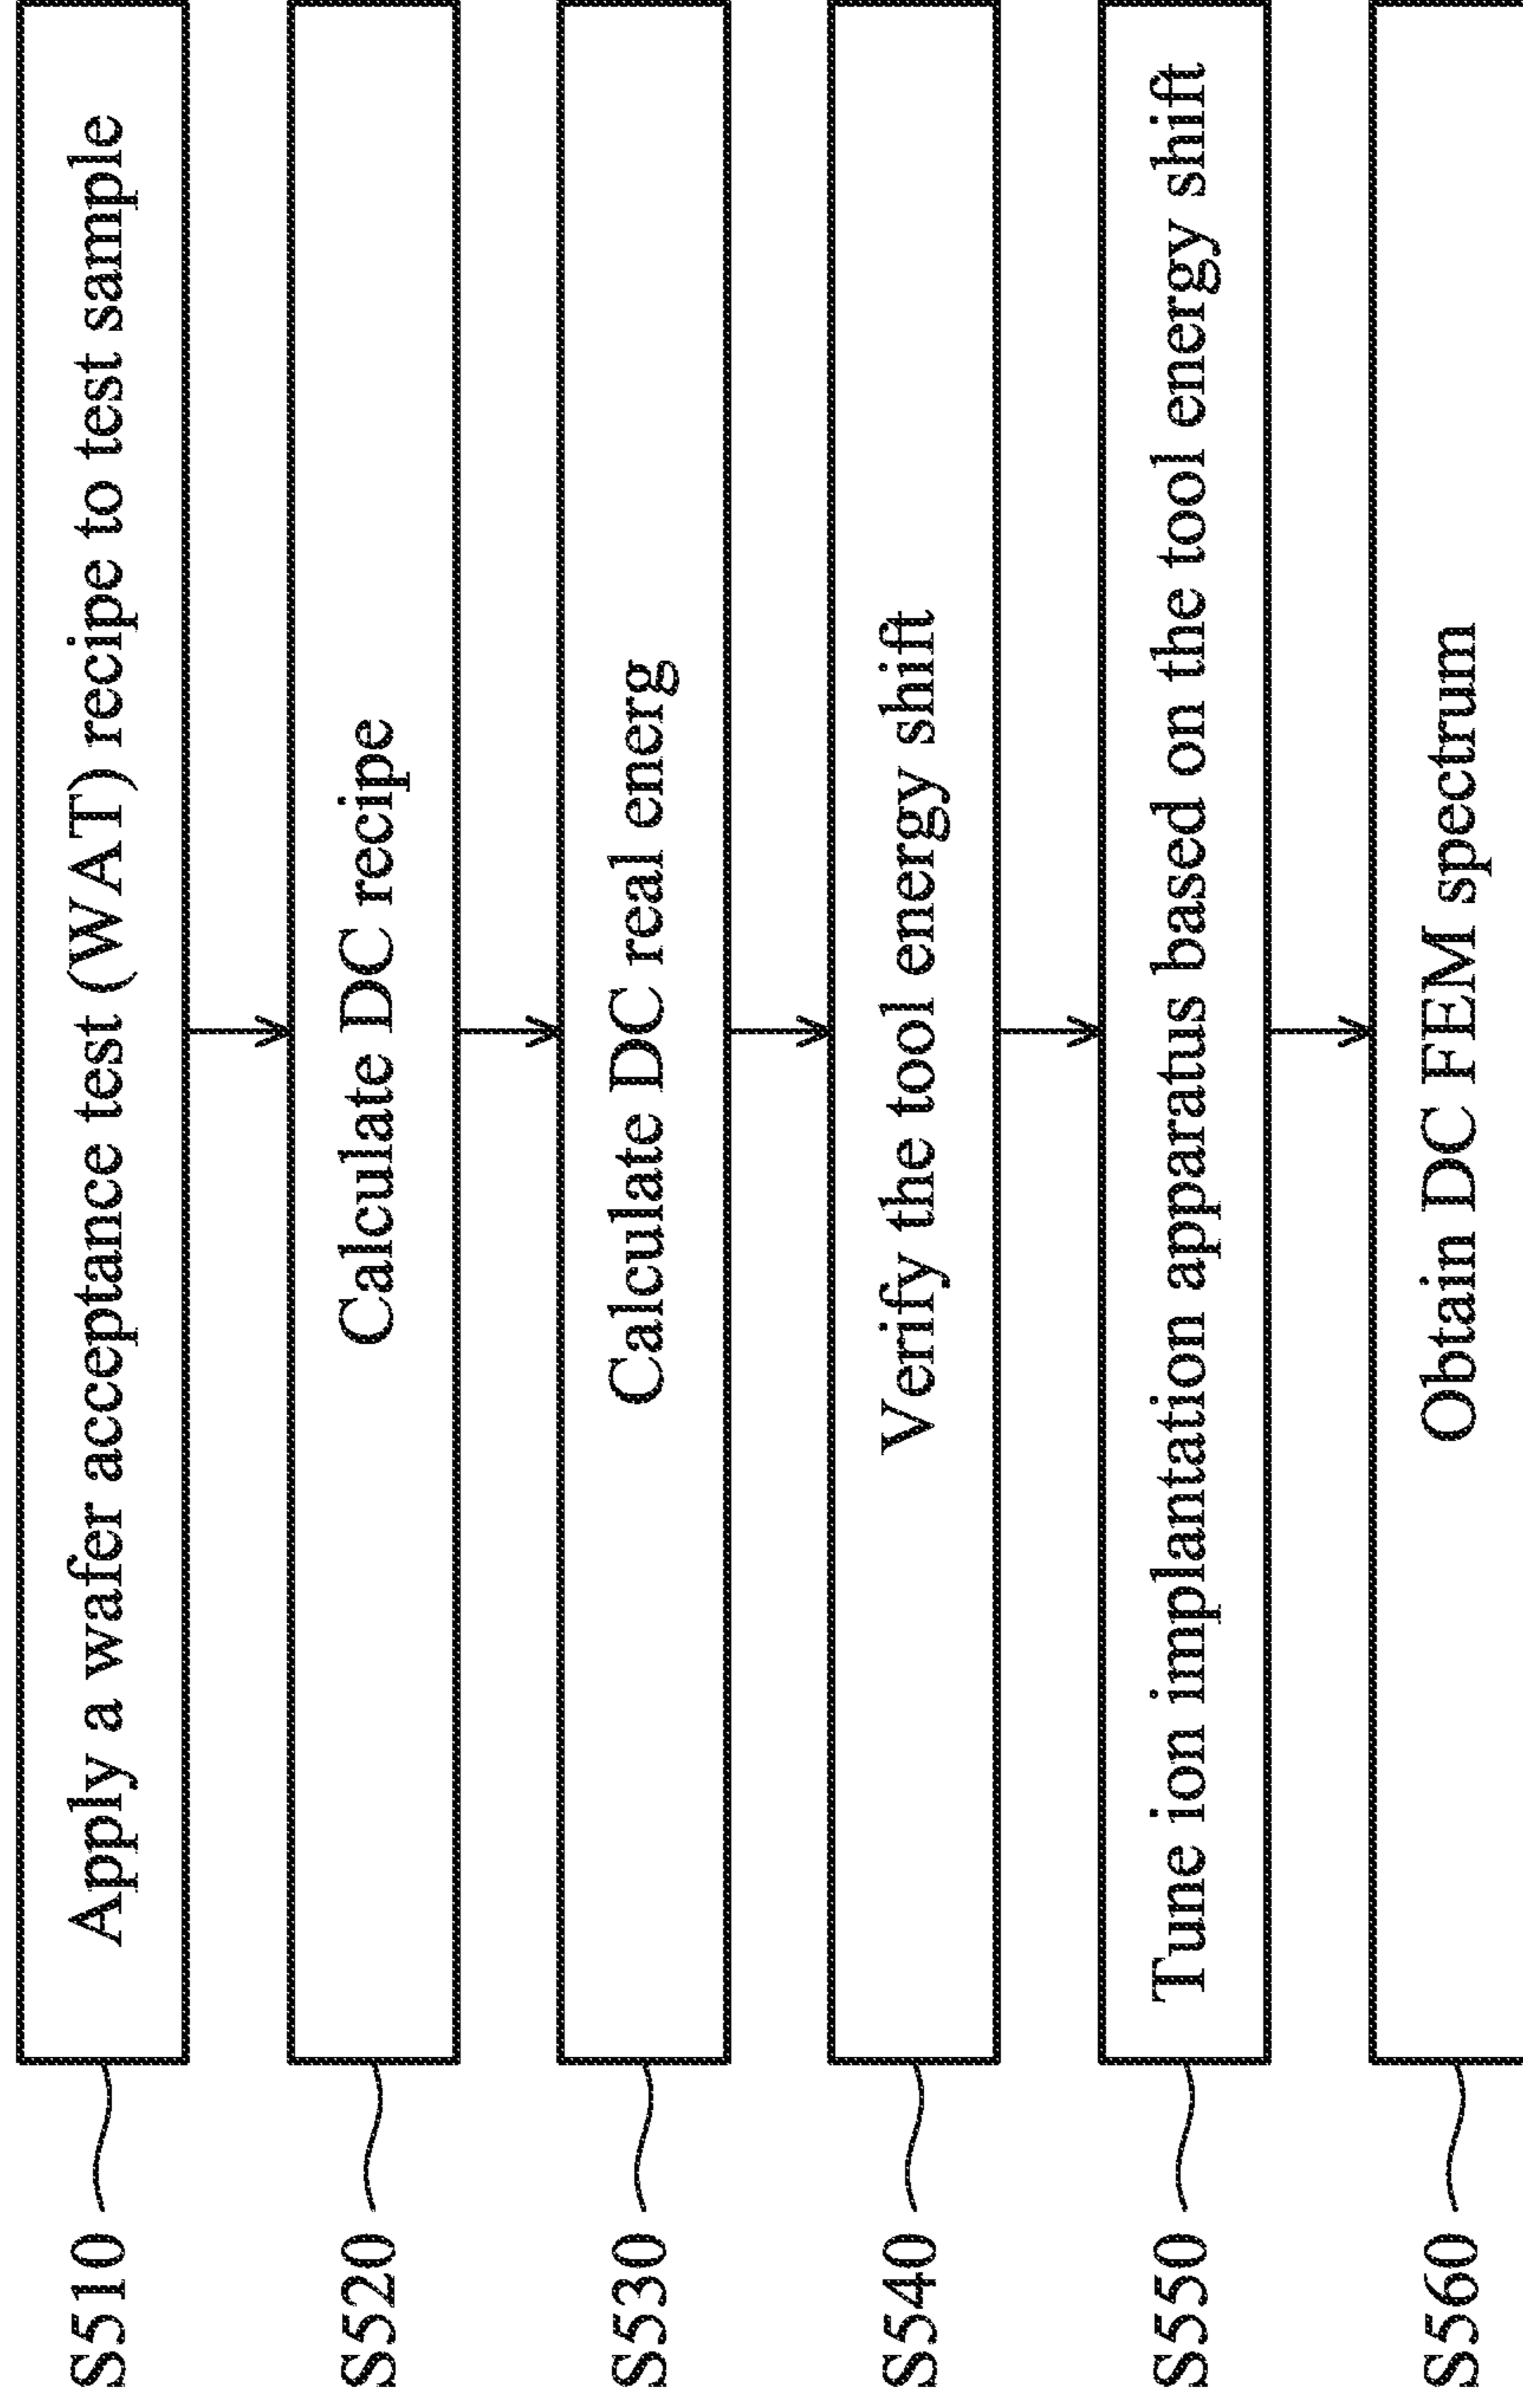 S510 Apply a wafer acceptance test (WAT) recipe to test sample
S520 Calculate DC recipe
S530 Calculate DC real energ
S540 Verify the tool energy shift
S550 Tune ion implantation apparatus based on the tool energy shift
S560 Obtain DC FEM spectrum